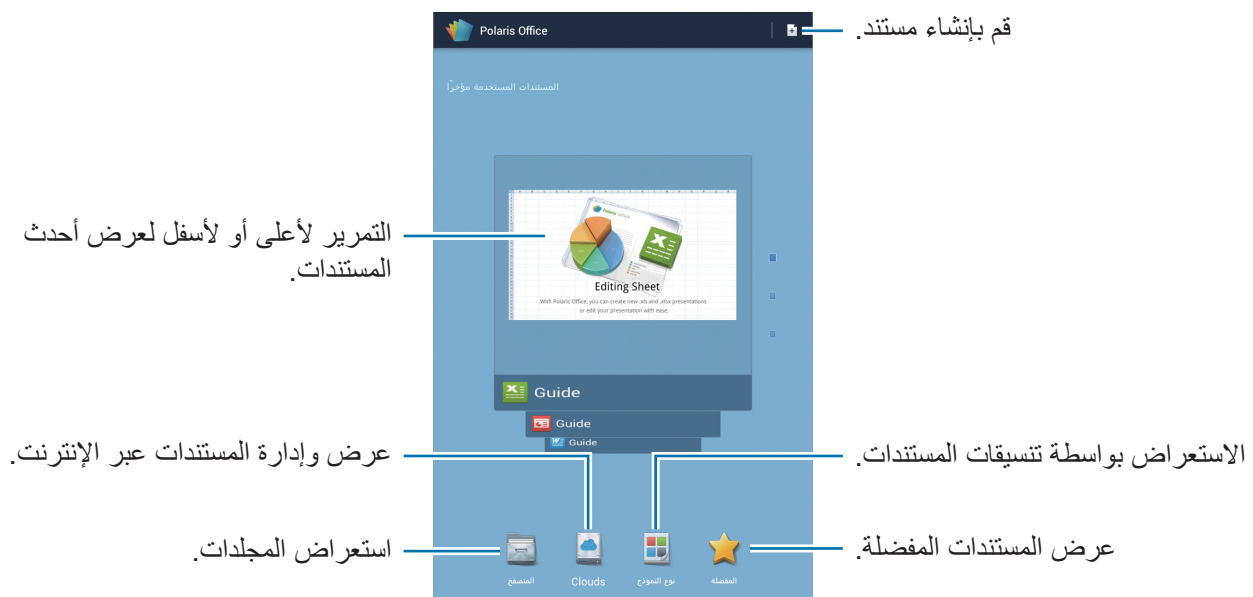 Polaris Office
قم بإنشاء مستند.
المستندات المستخدمة مؤخرًا
التمرير لأعلى أو لأسفل لعرض أحدث
المستندات.
Polaris Office
Editing Sheet
With Polaris Office, you can create new .xls and .xlsx presentations
or edit your presentation with ease.
Guide
Guide
Guide
عرض وإدارة المستندات عبر الإنترنت.
الاستعراض بواسطة تنسيقات المستندات.
استعراض المجلدات.
عرض المستندات المفضلة.
المتصفح
Clouds
نوع النموذج
المفضلة